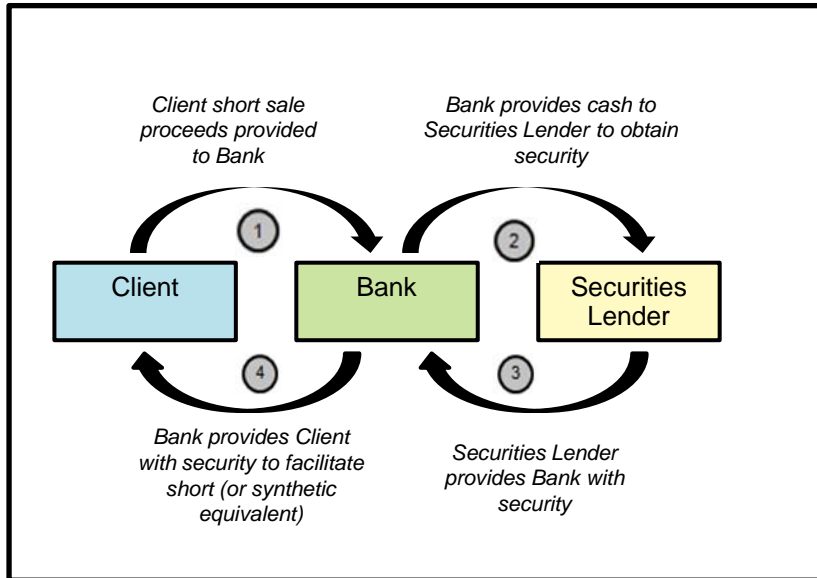 Client short sale
proceeds provided
to Bank
Bank provides cash to
Securities Lender to obtain
security
1
2
Client
Bank
Securities
Lender
4
3
Bank provides Client
with security to facilitate
short (or synthetic
equivalent)
Securities Lender
provides Bank with
security